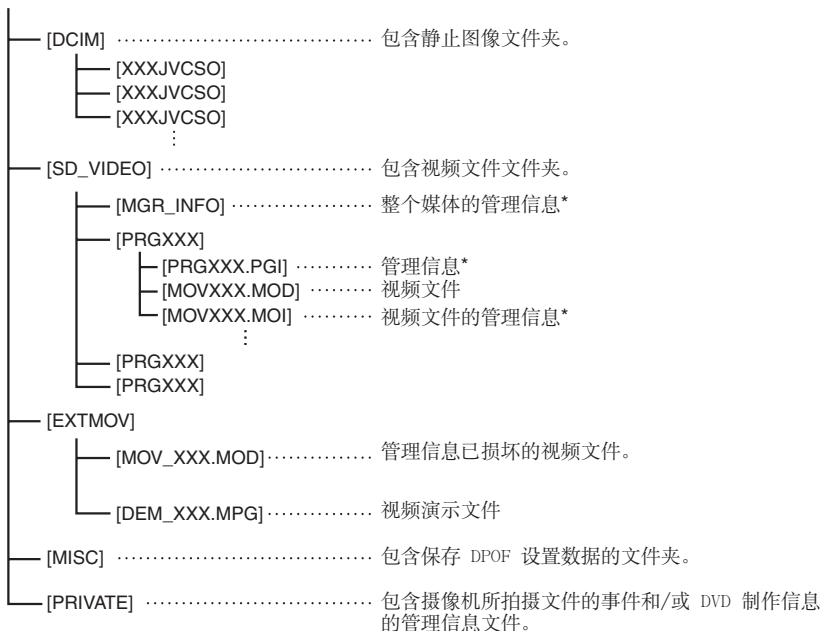 [DCIM] 包含静止图像文件夹。
[XXXJVCSO]
[XXXJVCSO]
[XXXJVCSO]
[SD_VIDEO] 包含视频文件文件夹。
[MGR_INFO] 整个媒体的管理信息*
[PRGXXX]
[PRGXXX.PGI] 管理信息*
[MOVXXX.MOD] 视频文件
[MOVXXX.MOI] 视频文件的管理信息*
[PRGXXX]
[PRGXXX]
[EXTMOV]
[MOV_XXX.MOD] 管理信息已损坏的视频文件。
[DEM_XXX.MPG] 视频演示文件
[MISC] 包含保存 DPOF 设置数据的文件夹。
[PRIVATE] 包含摄像机所拍摄文件的事件和/或 DVD 制作信息
的管理信息文件。